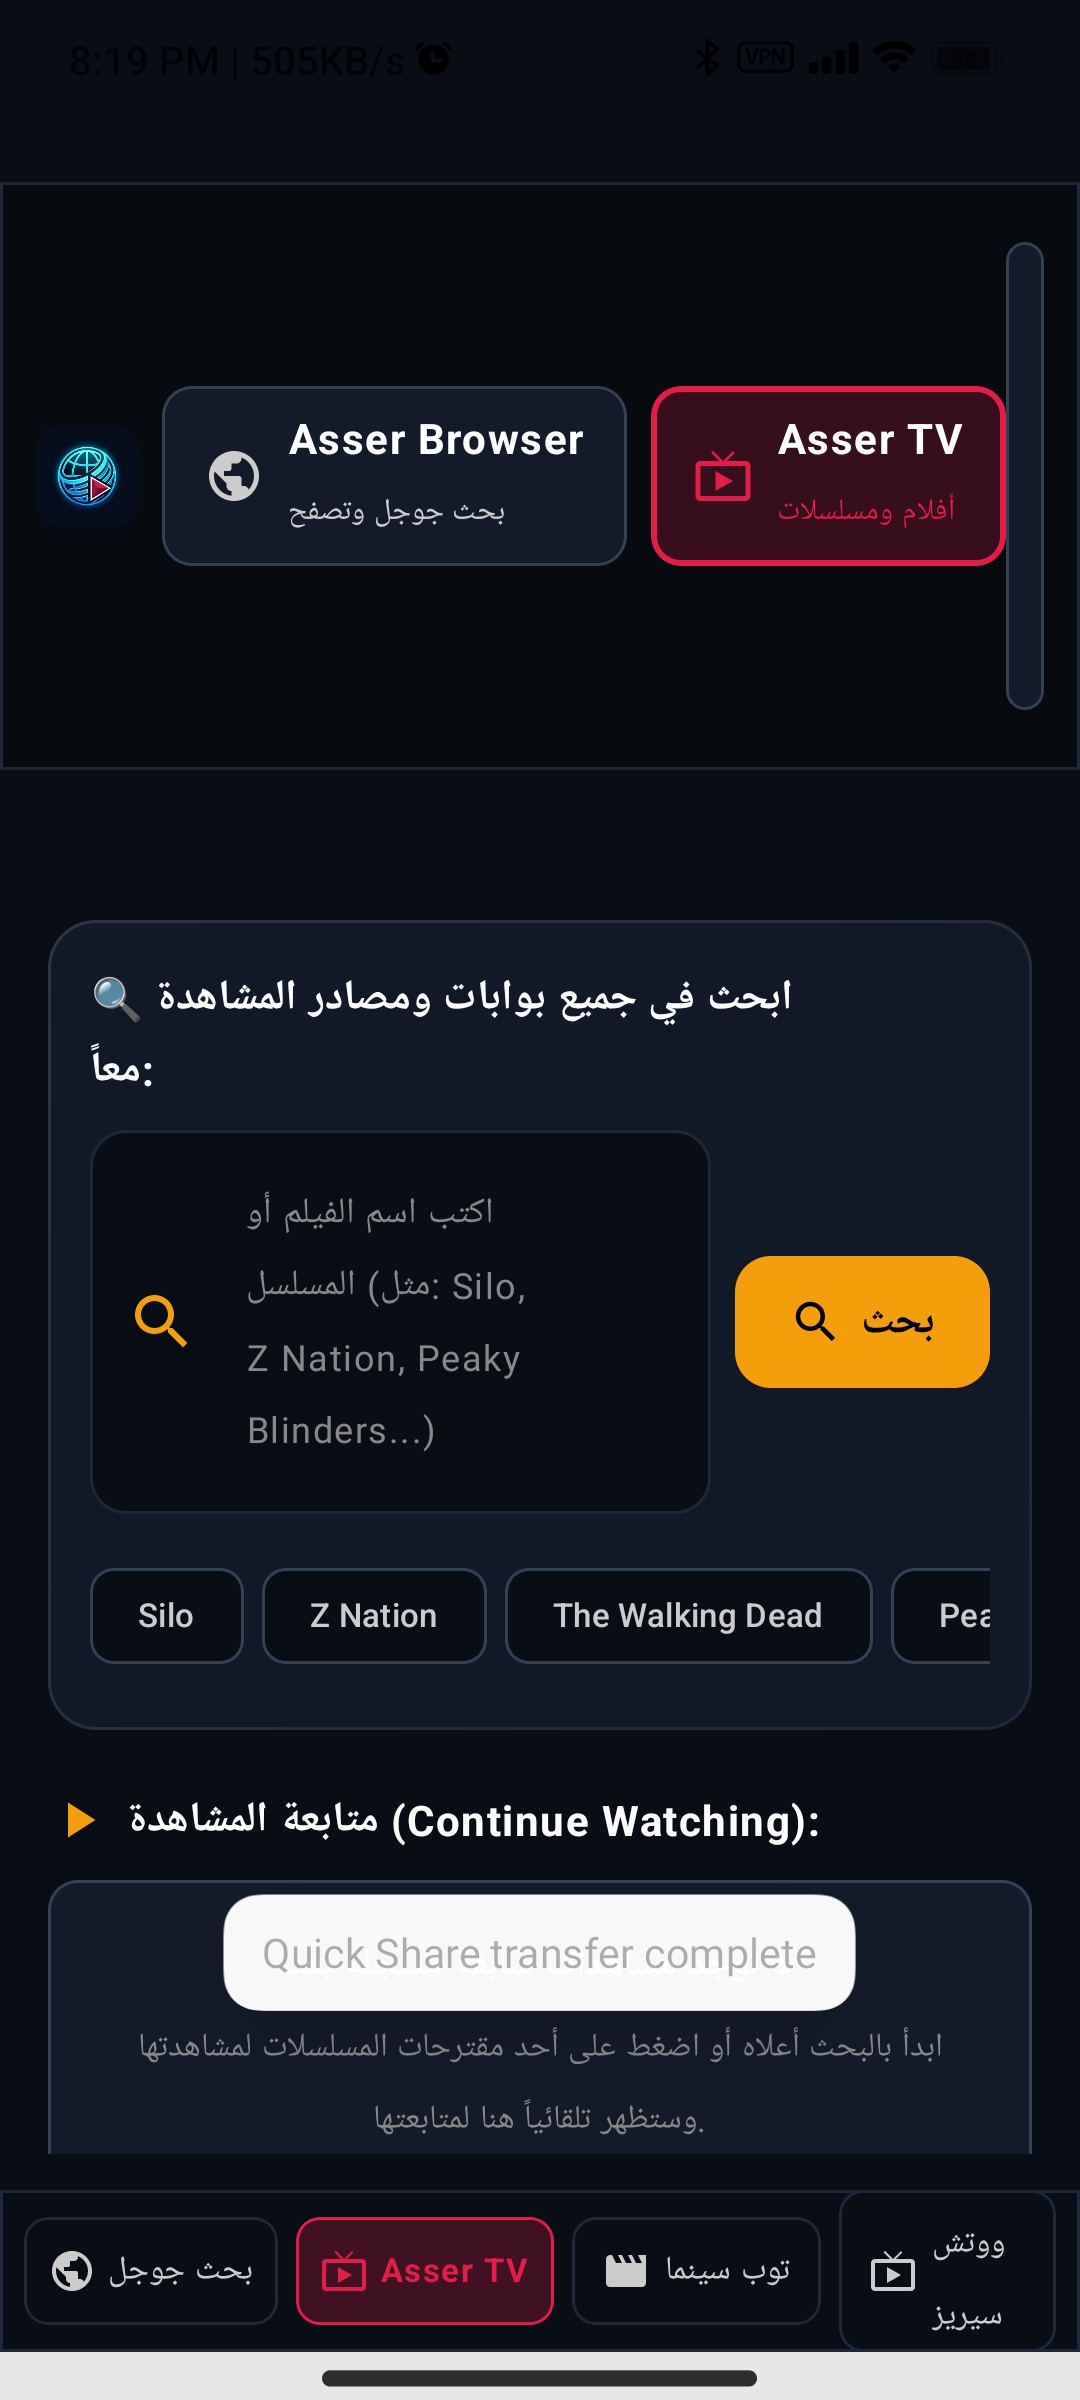 8:19 PM | 505KB/s
VPN
94
Asser Browser
بحث جوجل وتصفح
Asser TV
أفلام ومسلسلات
🔍 ابحث في جميع بوابات ومصادر المشاهدة
معاً:
اكتب اسم الفيلم أو
المسلسل (مثل: Silo,
Z Nation, Peaky
Blinders...)
بحث
Silo
Z Nation
The Walking Dead
Pea
متابعة المشاهدة (Continue Watching):
Quick Share transfer complete
ابدأ بالبحث أعلاه أو اضغط على أحد مقترحات المسلسلات لمشاهدتها
وستظهر تلقائياً هنا لمتابعتها.
بحث جوجل
Asser TV
توب سينما
ووتش
سيريز